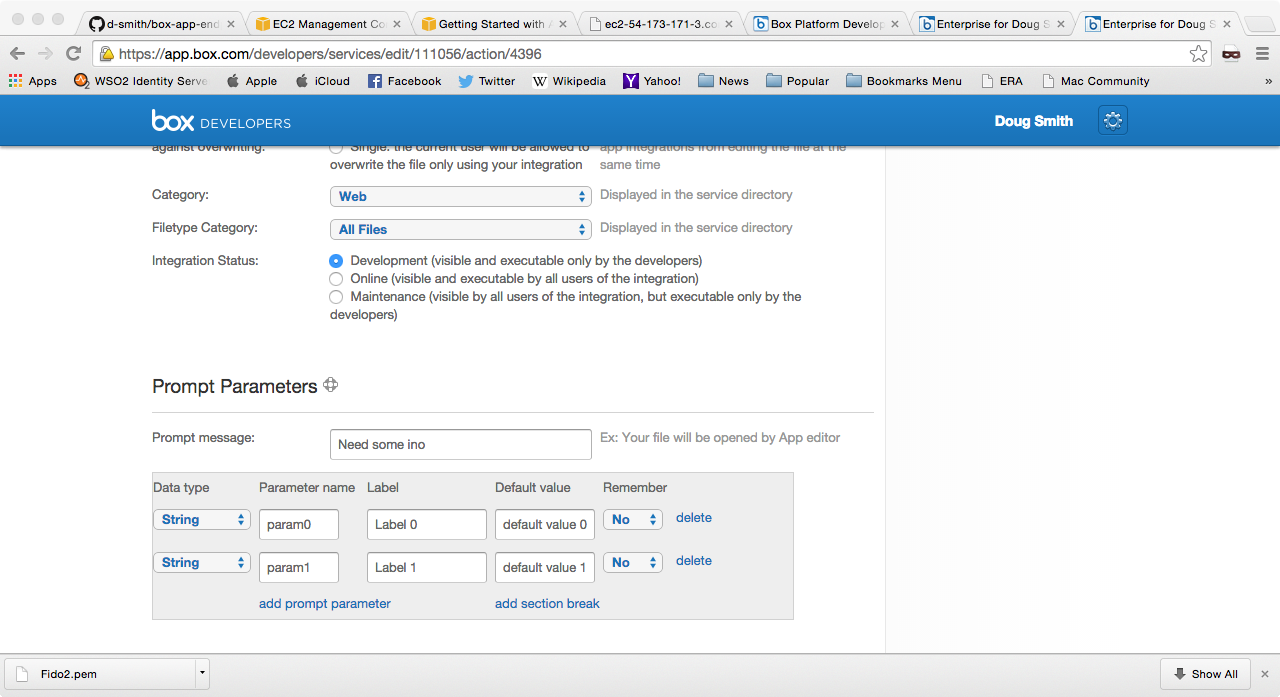 d-smith/box-app-end
EC2 Management Co
Getting Started with A
ec2-54-173-171-3.co
Box Platform Develop
Enterprise for Doug S
Enterprise for Doug S
https://app.box.com/developers/services/edit/111056/action/4396
Apps WSO2 Identity Serve Apple iCloud Facebook Twitter Wikipedia Yahoo! News Popular Bookmarks Menu ERA Mac Community »
box DEVELOPERS
Doug Smith
against overwriting: Single: the current user will be allowed to app integrations from editing the file at the
overwrite the file only using your integration same time
Category: Web Displayed in the service directory
Filetype Category: All Files Displayed in the service directory
Integration Status: Development (visible and executable only by the developers)
Online (visible and executable by all users of the integration)
Maintenance (visible by all users of the integration, but executable only by the
developers)
Prompt Parameters
Prompt message: Need some ino Ex: Your file will be opened by App editor
Data type Parameter name Label Default value Remember
String param0 Label 0 default value 0 No delete
String param1 Label 1 default value 1 No delete
add prompt parameter add section break
Fido2.pem Show All